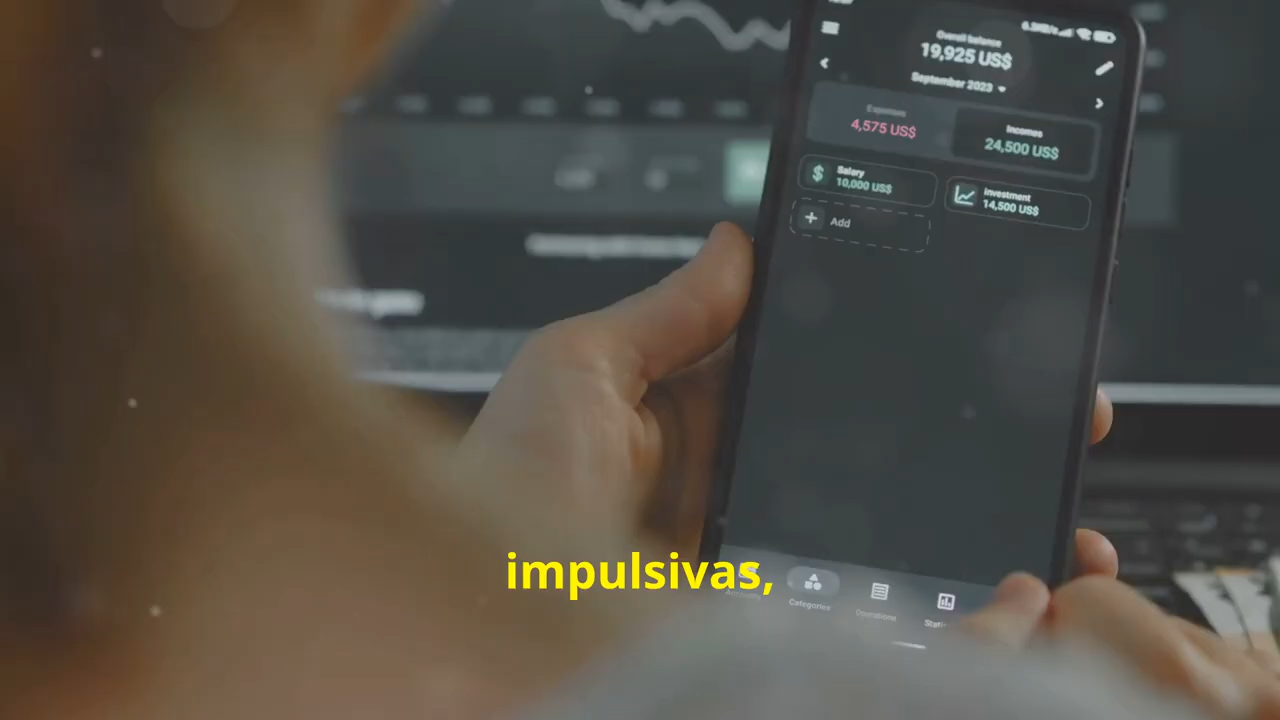 Overall balance
19,925 US$
September 2023
Expenses
4,575 US$
Incomes
24,500 US$
Salary
10,000 US$
Investment
14,500 US$
Add
impulsivas,
Categories
Operations